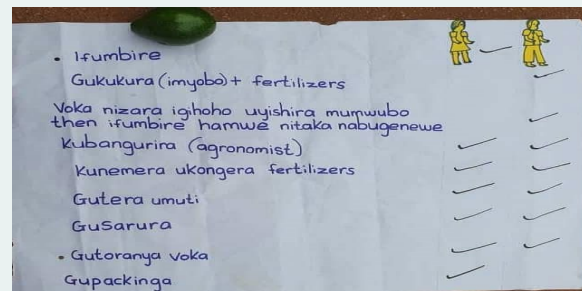 • Ifumbire
Gukukura (imyobo) + fertilizers
Voka nizara igihoho uyishira mumwubo
then ifumbire hamwe nitaka nabugenewe
Kubangurira (agronomist)
Kunemera ukongera fertilizers
Gutera umuti
Gusarura
• Gutoranya voka
Gupackinga